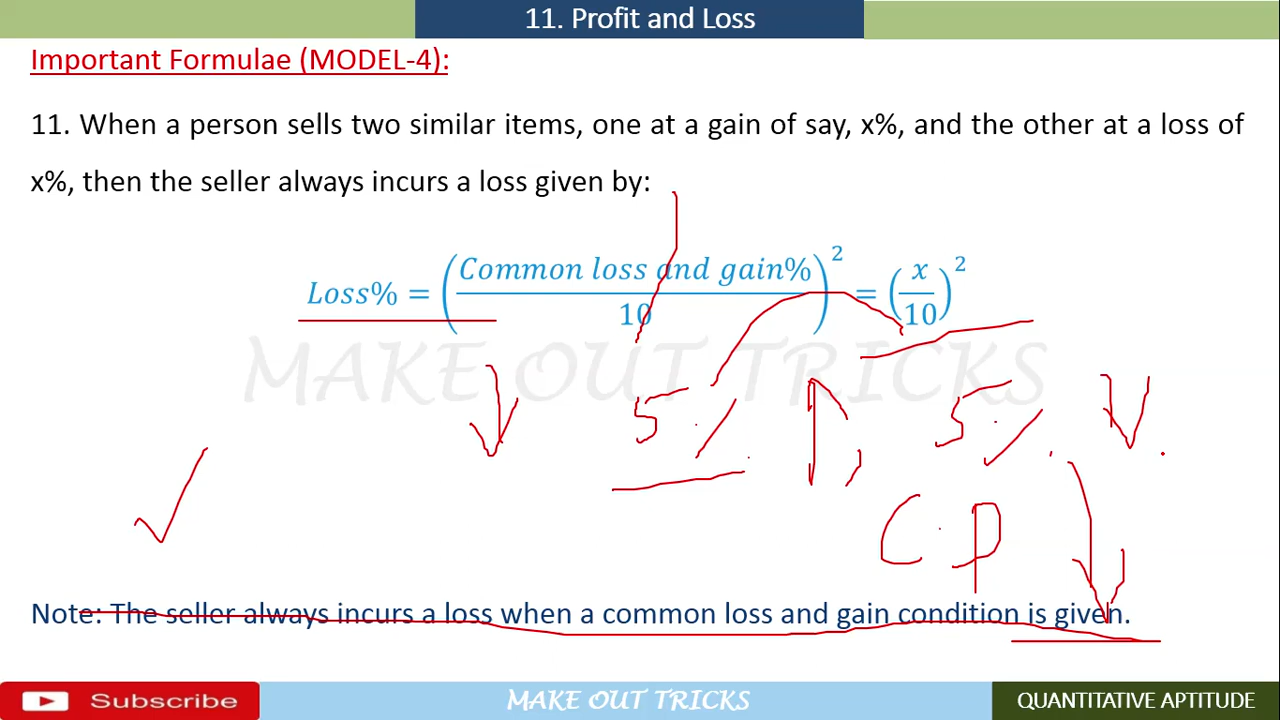 11. Profit and Loss
Important Formulae (MODEL-4):
11. When a person sells two similar items, one at a gain of say, x%, and the other at a loss of
x%, then the seller always incurs a loss given by:
Loss% = (Common loss and gain% / 10)² = (x/10)²
MAKE OUT TRICKS
5% ↑, 5% ↓
CP
Note: The seller always incurs a loss when a common loss and gain condition is given.
Subscribe
MAKE OUT TRICKS
QUANTITATIVE APTITUDE